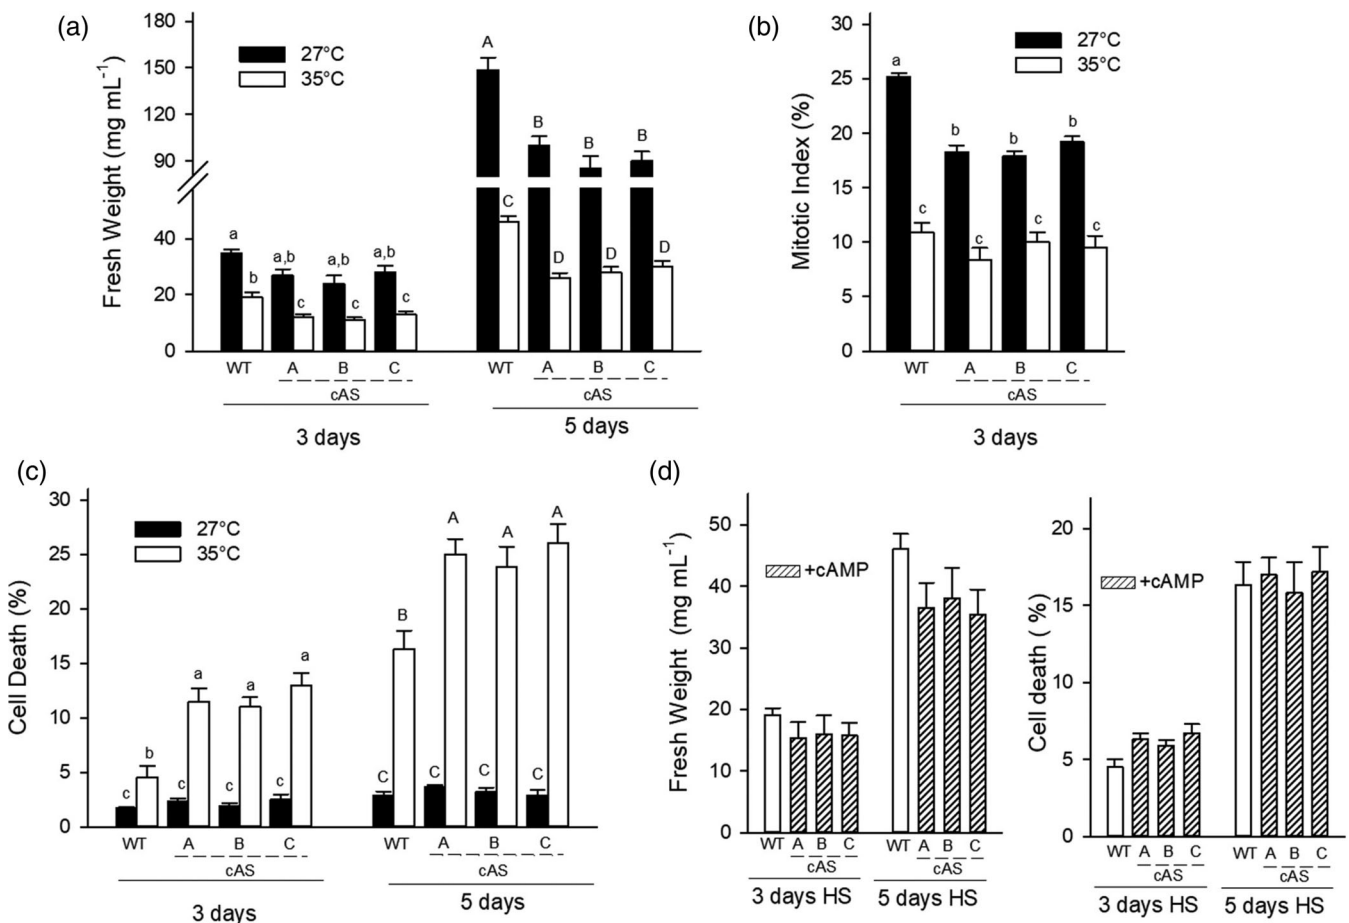 (a)
Fresh Weight (mg mL⁻¹)
180
150
120
90
40
20
0
27°C
35°C
a
b
a,b
c
a,b
c
a,b
c
A
C
B
D
B
D
B
D
WT
A
B
C
cAS
3 days
WT
A
B
C
cAS
5 days
(b)
Mitotic Index (%)
30
25
20
15
10
5
0
27°C
35°C
a
c
b
c
b
c
b
c
WT
A
B
C
cAS
3 days
(c)
Cell Death (%)
30
25
20
15
10
5
0
27°C
35°C
c
b
c
a
c
a
c
a
C
B
C
A
C
A
C
A
WT
A
B
C
cAS
3 days
WT
A
B
C
cAS
5 days
(d)
Fresh Weight (mg mL⁻¹)
50
40
30
20
10
0
+cAMP
WT
A
B
C
cAS
3 days HS
WT
A
B
C
cAS
5 days HS
Cell death ( %)
20
15
10
5
0
+cAMP
WT
A
B
C
cAS
3 days HS
WT
A
B
C
cAS
5 days HS